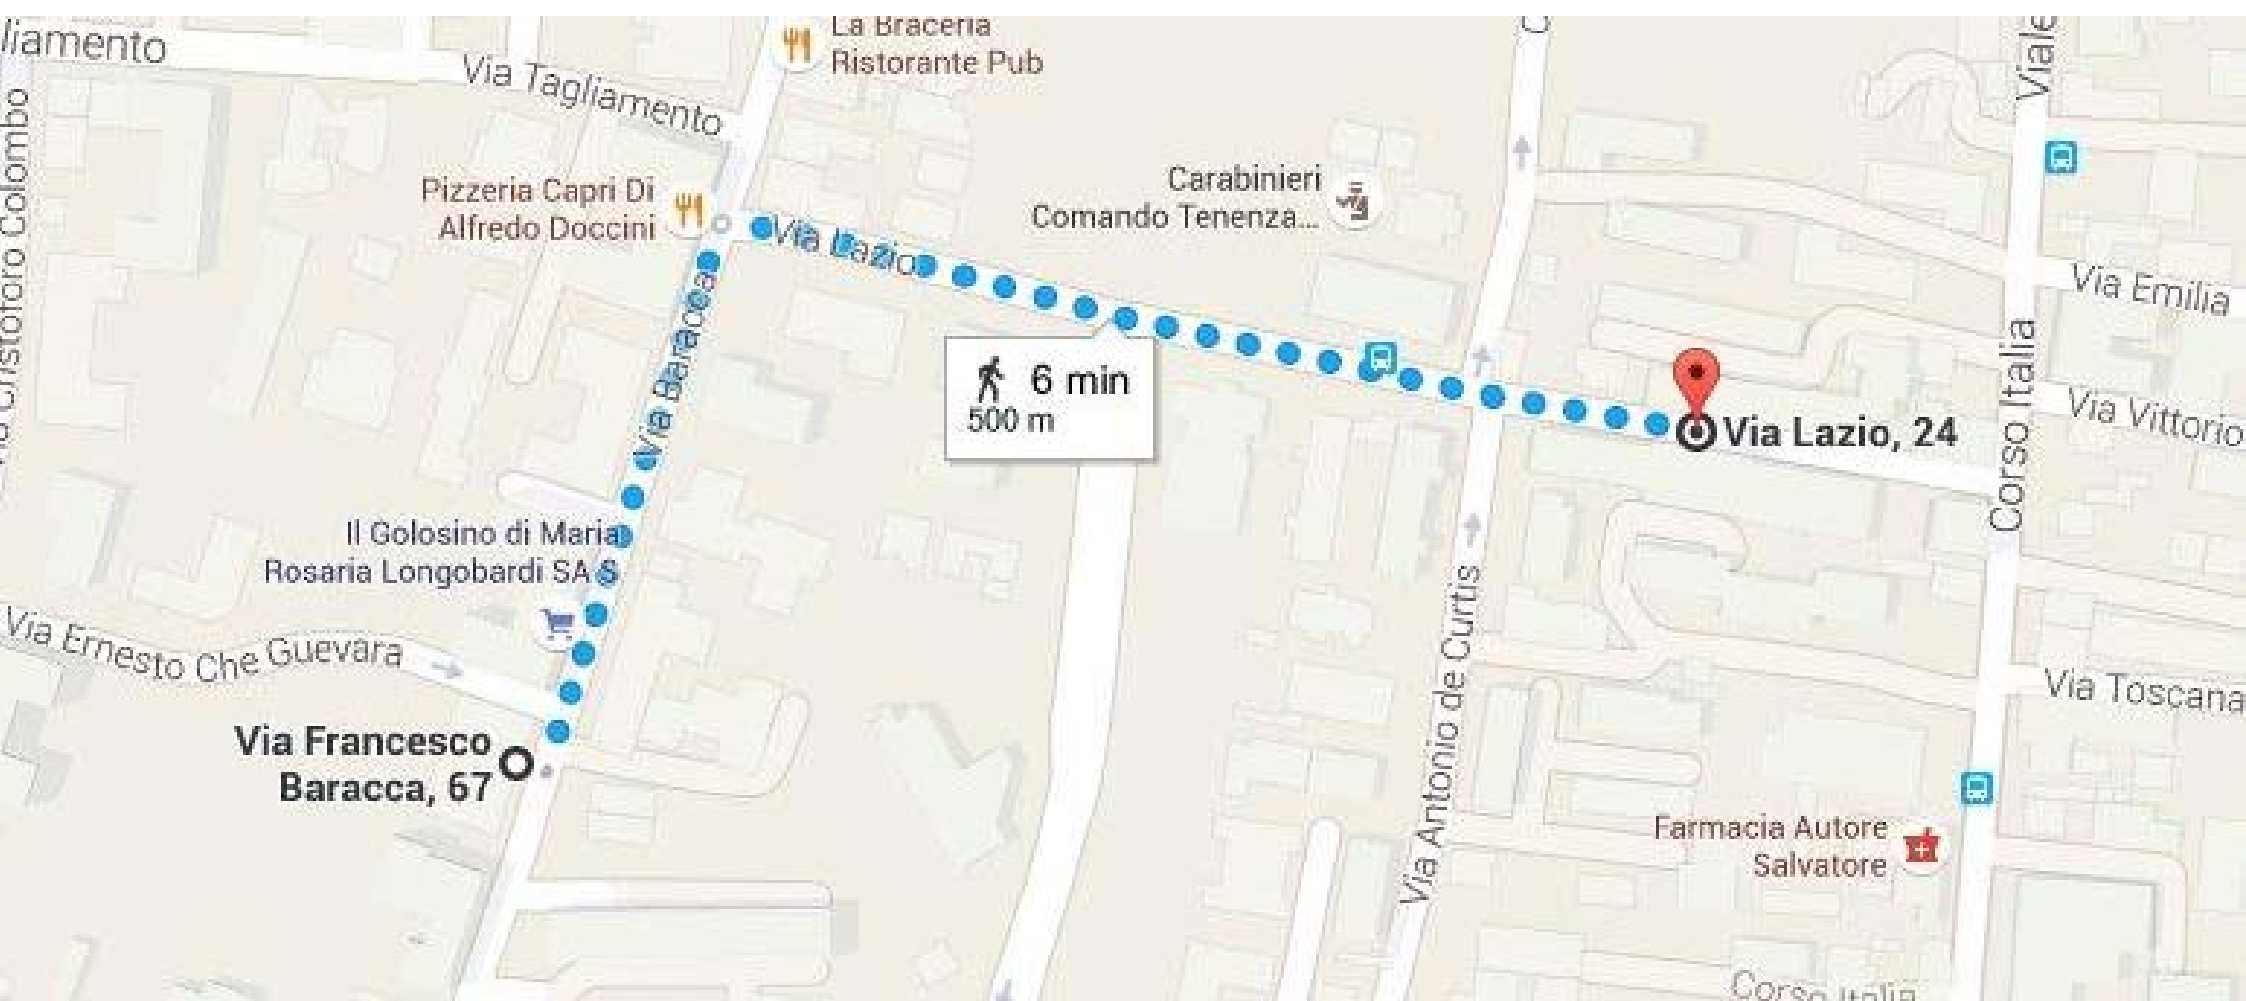 liamento
Via Tagliamento
La Braceria
Ristorante Pub
Viale
Cristoforo Colombo
Pizzeria Capri Di
Alfredo Doccini
Via Lazio
Carabinieri
Comando Tenenza...
Via Emilia
Via Baracca
6 min
500 m
Via Lazio, 24
Corso Italia
Via Vittorio
Il Golosino di Maria
Rosaria Longobardi SA S
Via Ernesto Che Guevara
Via Antonio de Curtis
Via Toscana
Via Francesco
Baracca, 67
Farmacia Autore
Salvatore
Corso Italia